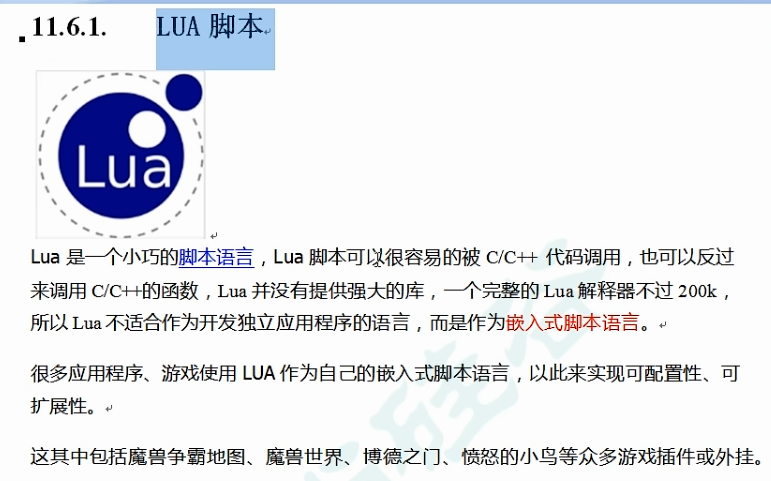 11.6.1. LUA 脚本
Lua
Lua 是一个小巧的脚本语言，Lua 脚本可以很容易的被 C/C++ 代码调用，也可以反过
来调用 C/C++的函数，Lua 并没有提供强大的库，一个完整的 Lua 解释器不过 200k，
所以 Lua 不适合作为开发独立应用程序的语言，而是作为嵌入式脚本语言。
很多应用程序、游戏使用 LUA 作为自己的嵌入式脚本语言，以此来实现可配置性、可
扩展性。
这其中包括魔兽争霸地图、魔兽世界、博德之门、愤怒的小鸟等众多游戏插件或外挂。